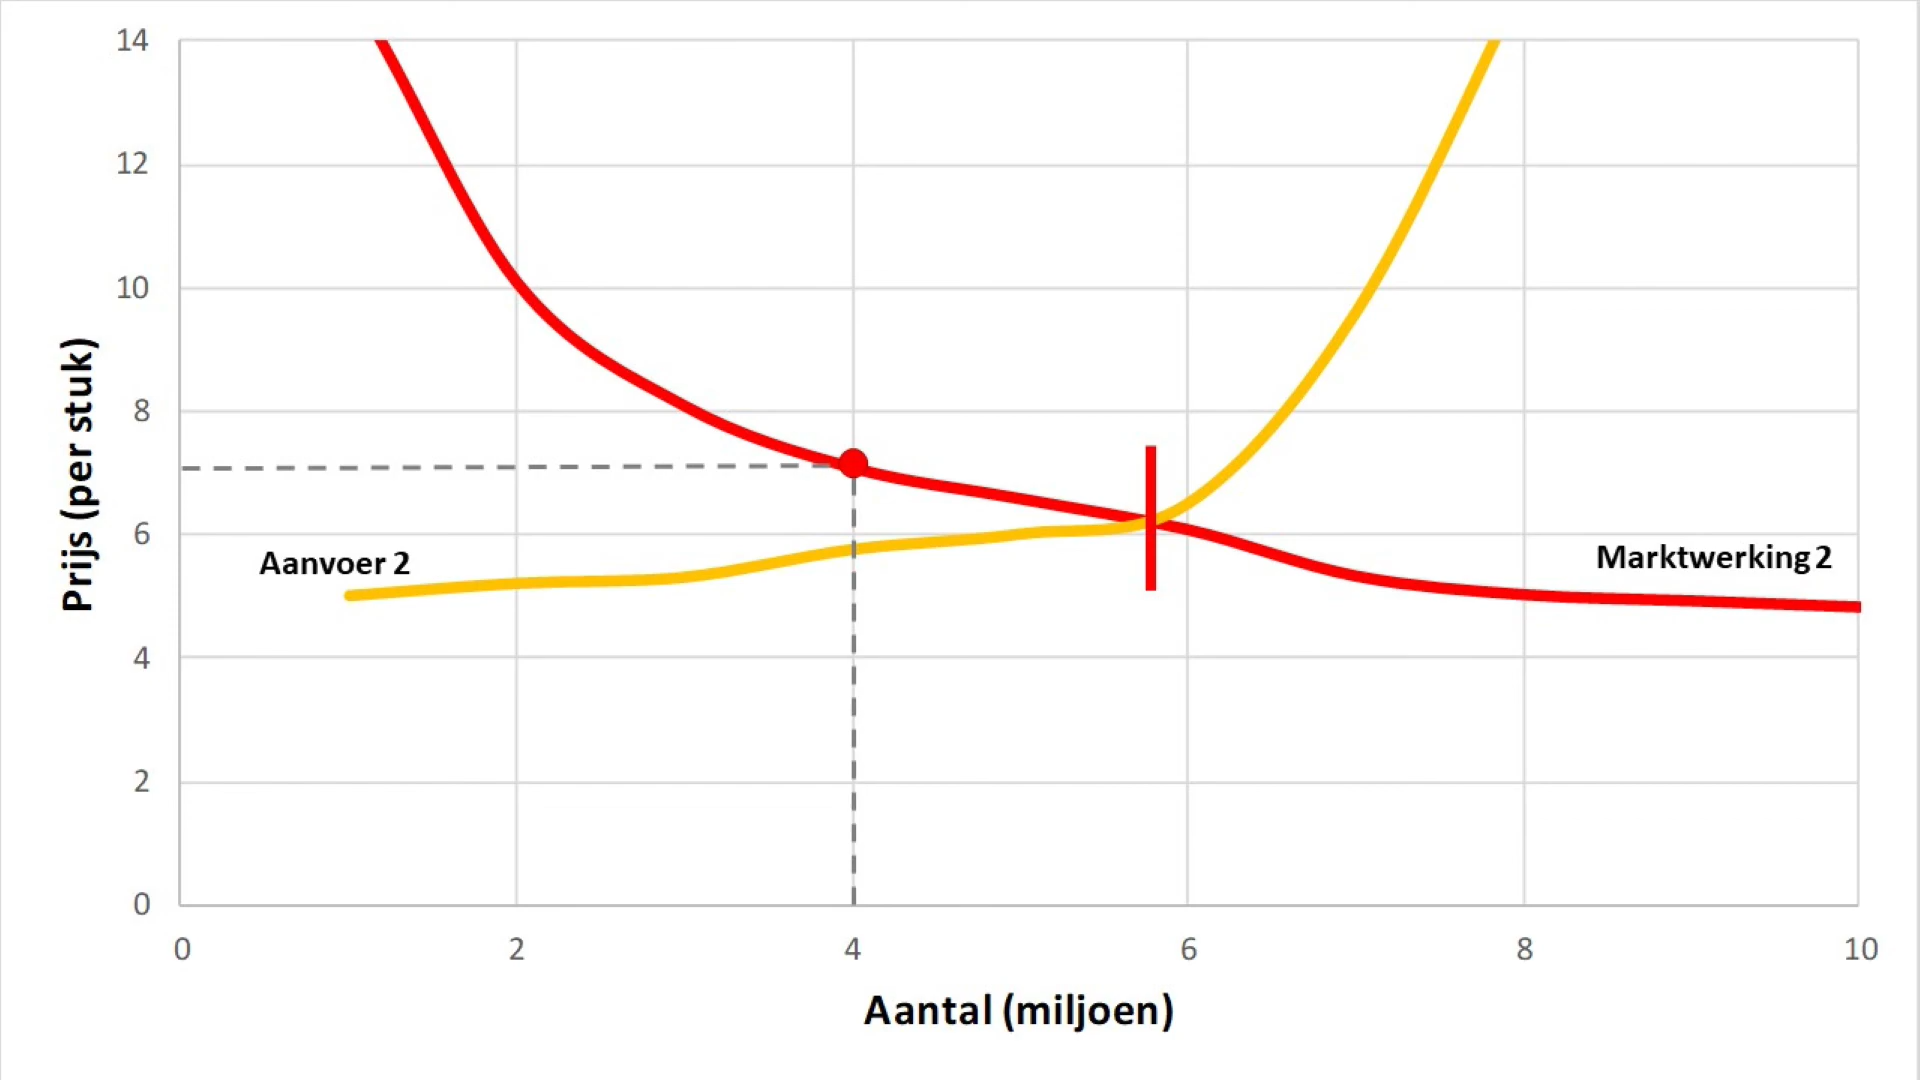 14
12
10
8
6
4
2
0
Prijs (per stuk)
Aanvoer 2
Marktwerking 2
0 2 4 6 8 10
Aantal (miljoen)